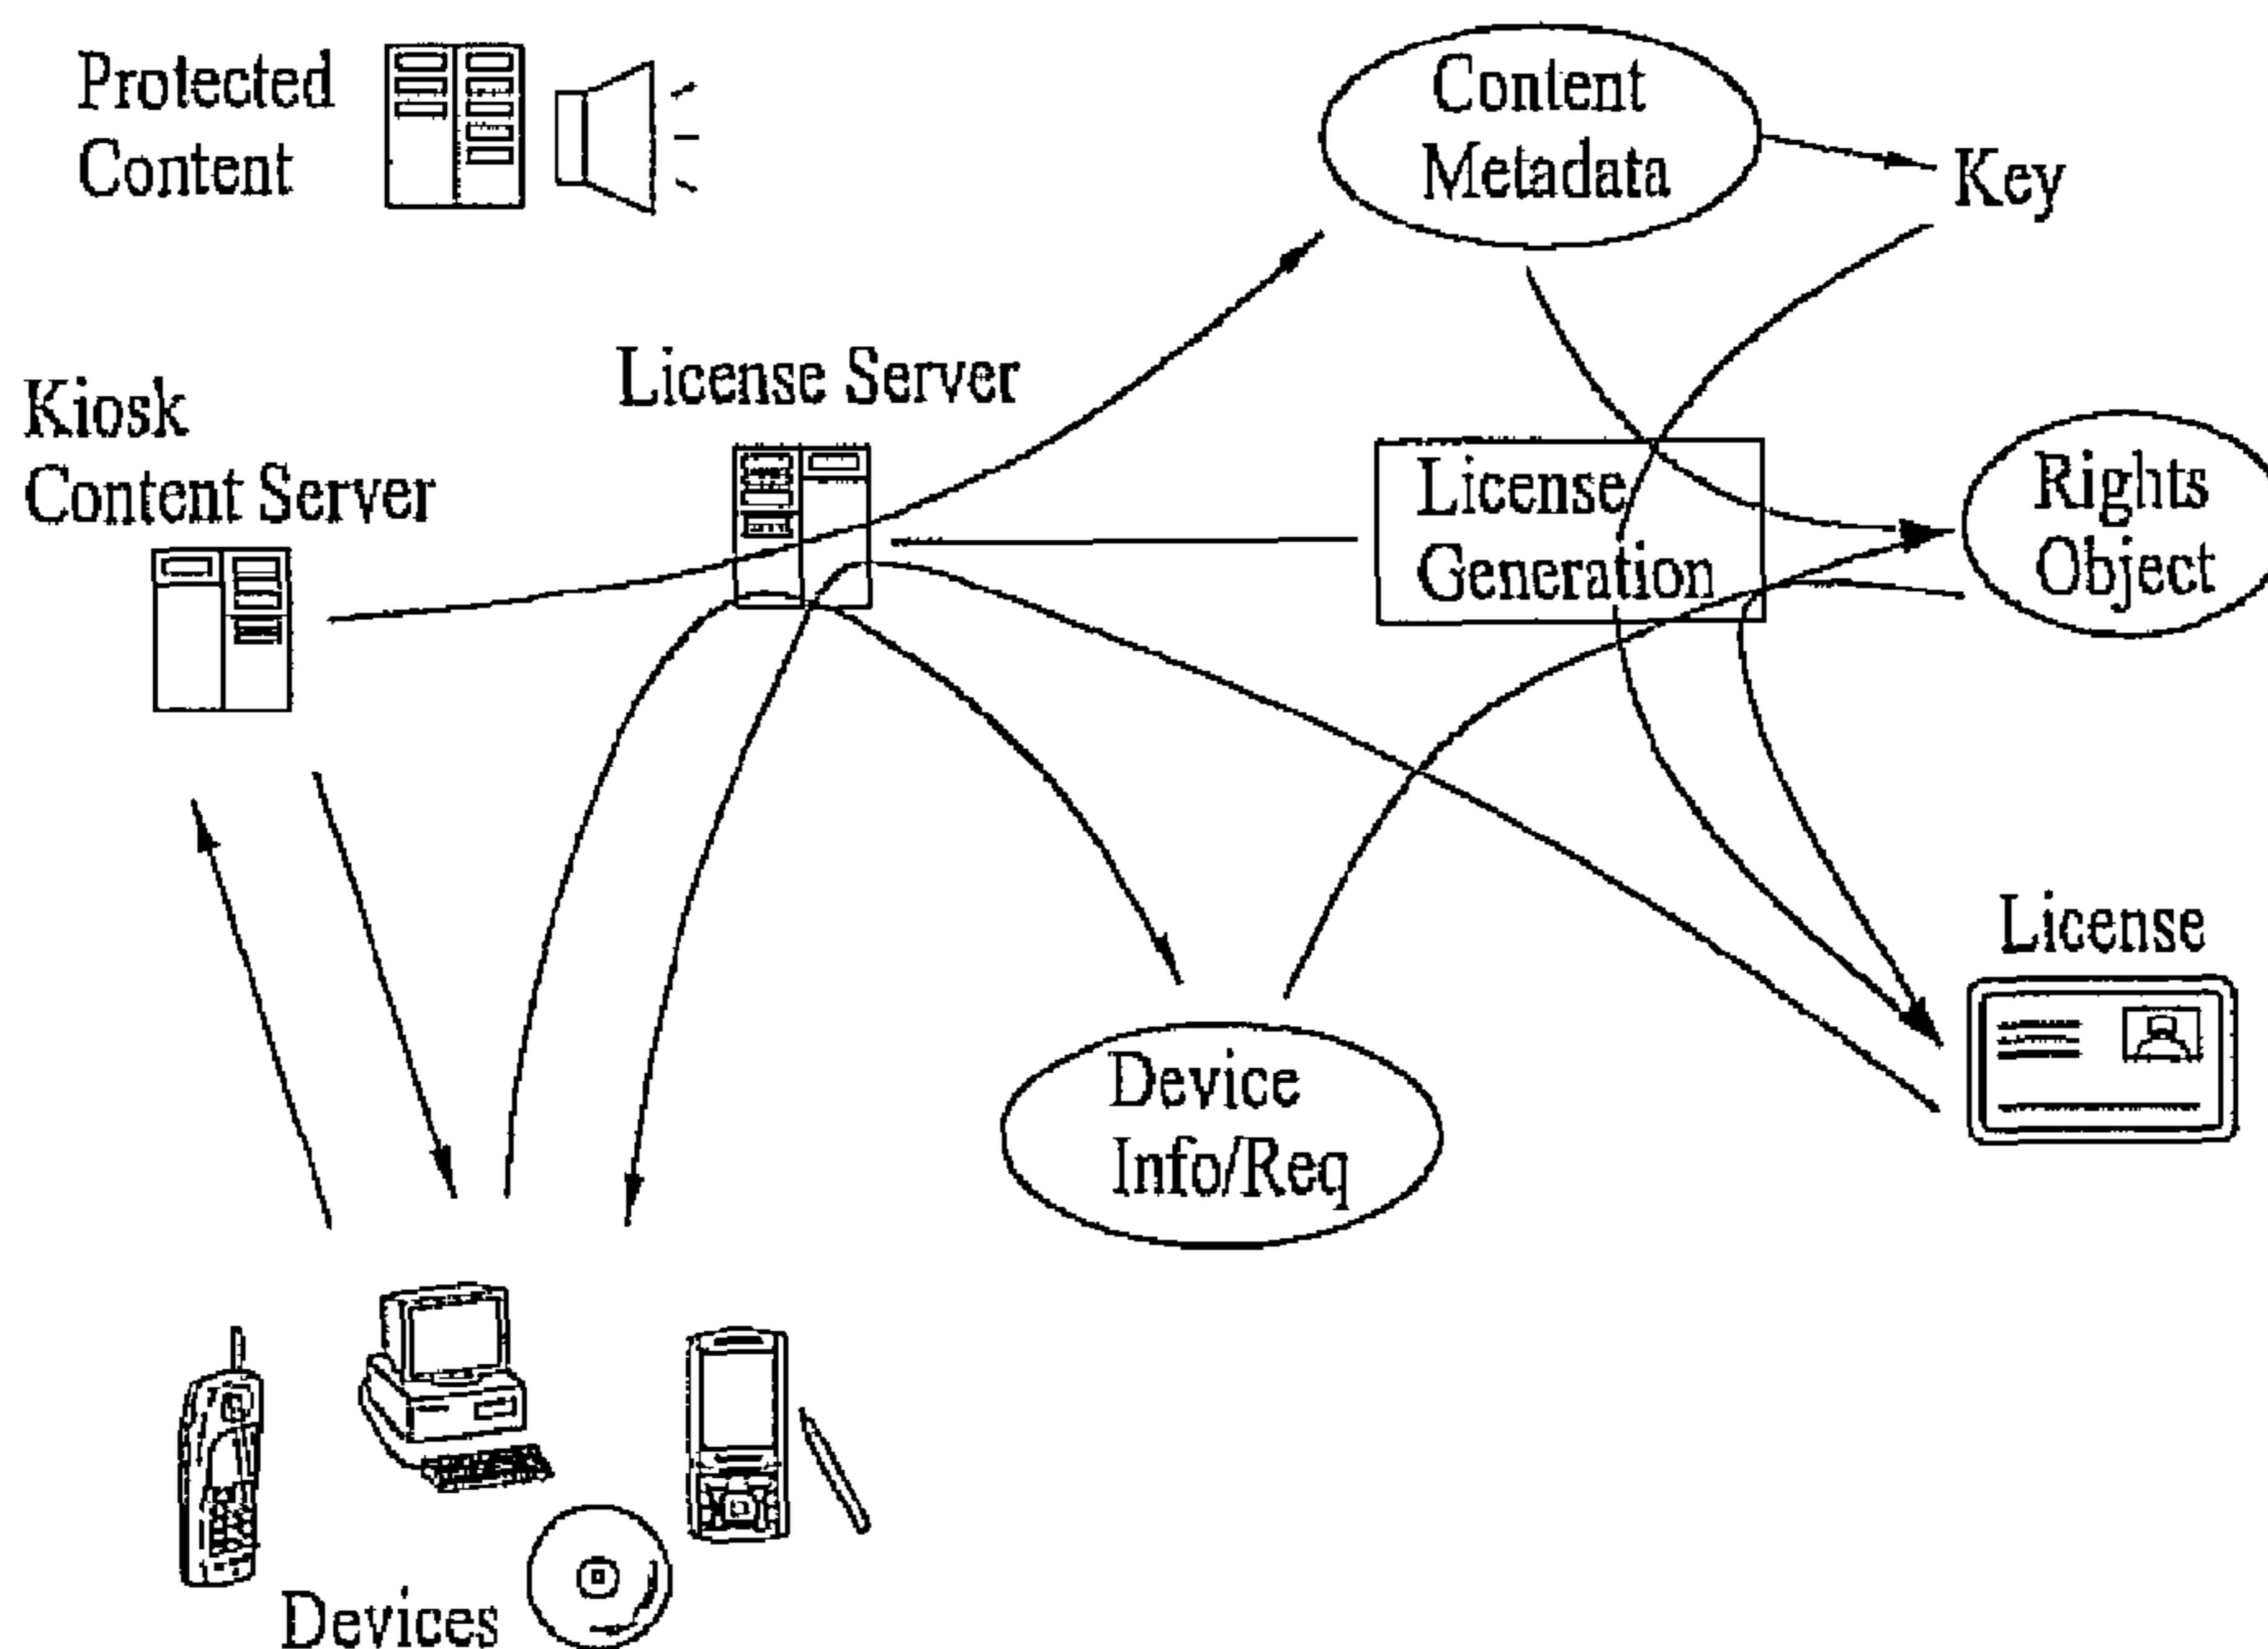 Protected
Content
Content
Metadata
Key
Kiosk
Content Server
License Server
License
Generation
Rights
Object
License
Device
Info/Req
Devices